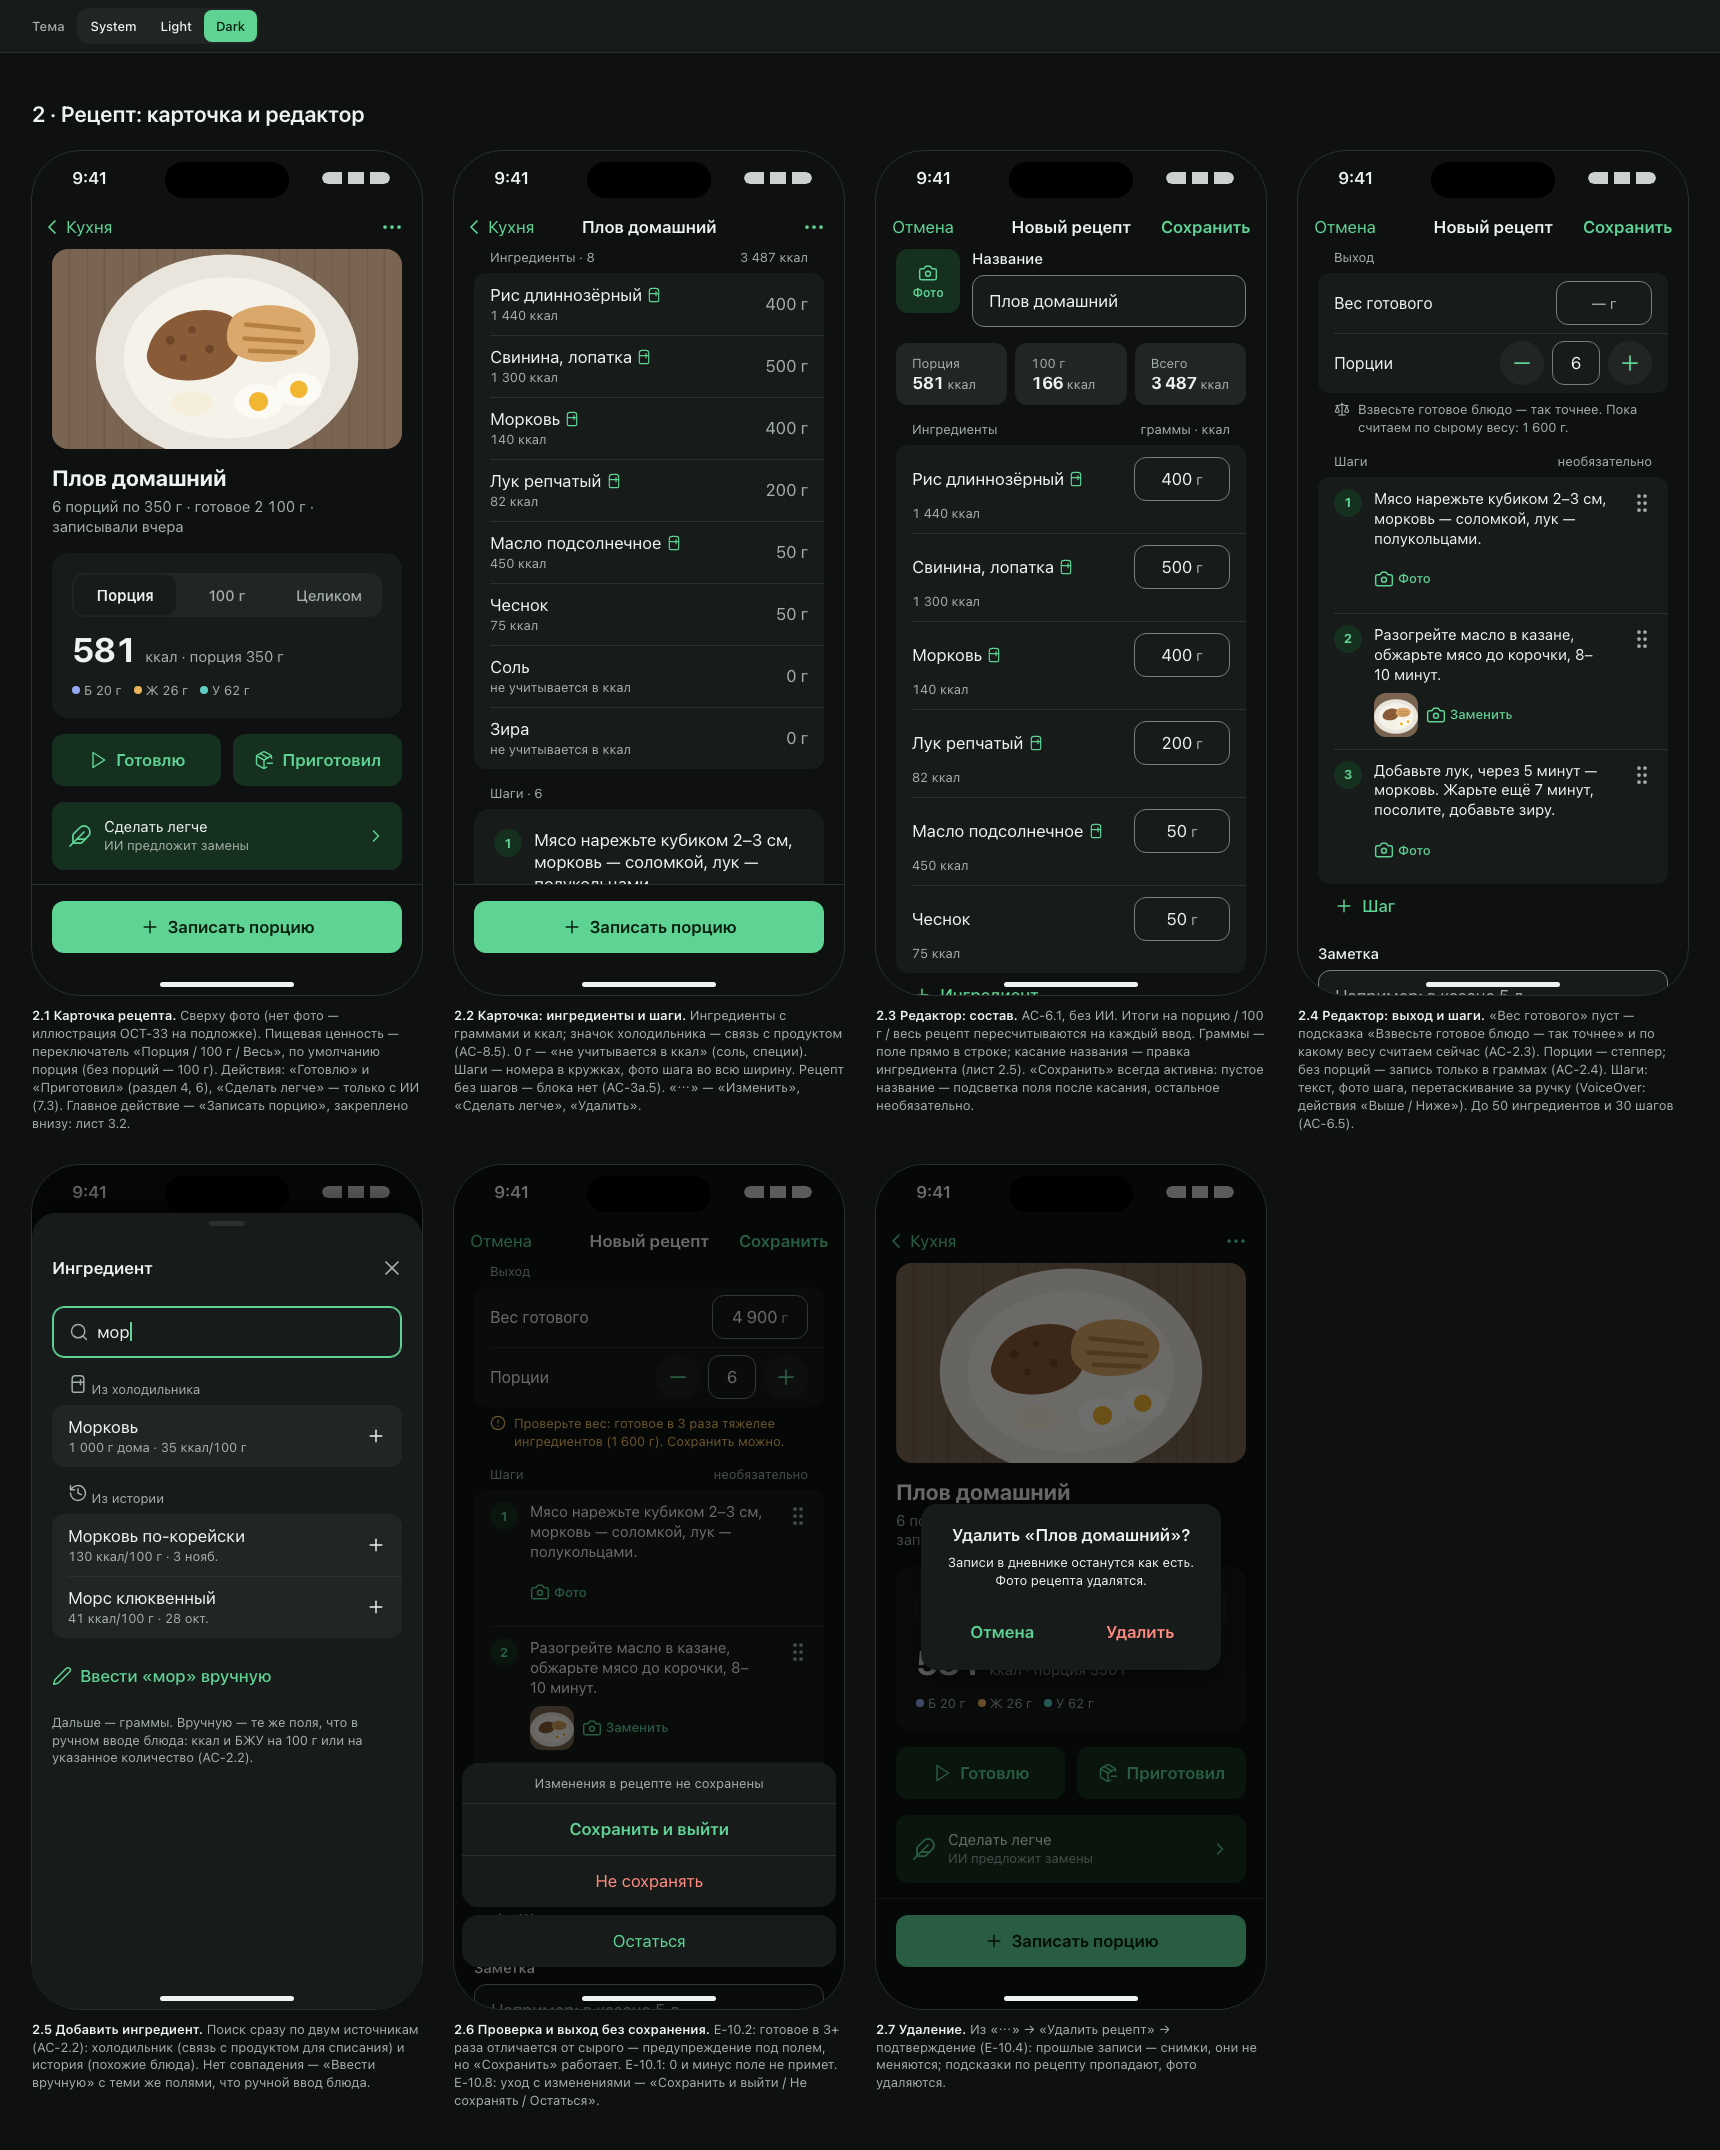 Тема System Light Dark
2 · Рецепт: карточка и редактор
9:41
Кухня
Плов домашний
6 порций по 350 г · готовое 2 100 г ·
записывали вчера
Порция 100 г Целиком
581 ккал · порция 350 г
Б 20 г Ж 26 г У 62 г
Готовлю Приготовил
Сделать легче
ИИ предложит замены
Записать порцию
2.1 Карточка рецепта. Сверху фото (нет фото —
иллюстрация ОСТ-33 на подложке). Пищевая ценность —
переключатель «Порция / 100 г / Весь», по умолчанию
порция (без порций — 100 г). Действия: «Готовлю» и
«Приготовил» (раздел 4, 6), «Сделать легче» — только с ИИ
(7.3). Главное действие — «Записать порцию», закреплено
внизу: лист 3.2.
9:41
Кухня Плов домашний
Ингредиенты · 8 3 487 ккал
Рис длиннозёрный 400 г
1 440 ккал
Свинина, лопатка 500 г
1 300 ккал
Морковь 400 г
140 ккал
Лук репчатый 200 г
82 ккал
Масло подсолнечное 50 г
450 ккал
Чеснок 50 г
75 ккал
Соль 0 г
не учитывается в ккал
Зира 0 г
не учитывается в ккал
Шаги · 6
1 Мясо нарежьте кубиком 2–3 см,
морковь — соломкой, лук —
полукольцами.
Записать порцию
2.2 Карточка: ингредиенты и шаги. Ингредиенты с
граммами и ккал; значок холодильника — связь с продуктом
(АС-8.5). 0 г — «не учитывается в ккал» (соль, специи).
Шаги — номера в кружках, фото шага во всю ширину. Рецепт
без шагов — блока нет (АС-3а.5). «···» — «Изменить»,
«Сделать легче», «Удалить».
9:41
Отмена Новый рецепт Сохранить
Фото
Название
Плов домашний
Порция 100 г Всего
581 ккал 166 ккал 3 487 ккал
Ингредиенты граммы · ккал
Рис длиннозёрный 400 г
1 440 ккал
Свинина, лопатка 500 г
1 300 ккал
Морковь 400 г
140 ккал
Лук репчатый 200 г
82 ккал
Масло подсолнечное 50 г
450 ккал
Чеснок 50 г
75 ккал
Ингредиент
2.3 Редактор: состав. АС-6.1, без ИИ. Итоги на порцию / 100
г / весь рецепт пересчитываются на каждый ввод. Граммы —
поле прямо в строке; касание названия — правка
ингредиента (лист 2.5). «Сохранить» всегда активна: пустое
название — подсветка поля после касания, остальное
необязательно.
9:41
Отмена Новый рецепт Сохранить
Выход
Вес готового — г
Порции 6
Взвесьте готовое блюдо — так точнее. Пока
считаем по сырому весу: 1 600 г.
Шаги необязательно
1 Мясо нарежьте кубиком 2–3 см,
морковь — соломкой, лук —
полукольцами.
Фото
2 Разогрейте масло в казане,
обжарьте мясо до корочки, 8–
10 минут.
Заменить
3 Добавьте лук, через 5 минут —
морковь. Жарьте ещё 7 минут,
посолите, добавьте зиру.
Фото
Шаг
Заметка
Например: в казане 5 л
2.4 Редактор: выход и шаги. «Вес готового» пуст —
подсказка «Взвесьте готовое блюдо — так точнее» и по
какому весу считаем сейчас (АС-2.3). Порции — степпер;
без порций — запись только в граммах (АС-2.4). Шаги:
текст, фото шага, перетаскивание за ручку (VoiceOver:
действия «Выше / Ниже»). До 50 ингредиентов и 30 шагов
(АС-6.5).
9:41
Ингредиент
мор
Из холодильника
Морковь
1 000 г дома · 35 ккал/100 г
Из истории
Морковь по-корейски
130 ккал/100 г · 3 нояб.
Морс клюквенный
41 ккал/100 г · 28 окт.
Ввести «мор» вручную
Дальше — граммы. Вручную — те же поля, что в
ручном вводе блюда: ккал и БЖУ на 100 г или на
указанное количество (АС-2.2).
2.5 Добавить ингредиент. Поиск сразу по двум источникам
(АС-2.2): холодильник (связь с продуктом для списания) и
история (похожие блюда). Нет совпадения — «Ввести
вручную» с теми же полями, что ручной ввод блюда.
9:41
Отмена Новый рецепт Сохранить
Выход
Вес готового 4 900 г
Порции 6
Проверьте вес: готовое в 3 раза тяжелее
ингредиентов (1 600 г). Сохранить можно.
Шаги необязательно
1 Мясо нарежьте кубиком 2–3 см,
морковь — соломкой, лук —
полукольцами.
Фото
2 Разогрейте масло в казане,
обжарьте мясо до корочки, 8–
10 минут.
Заменить
Изменения в рецепте не сохранены
Сохранить и выйти
Не сохранять
Остаться
Заметка
Например: в казане 5 л
2.6 Проверка и выход без сохранения. Е-10.2: готовое в 3+
раза отличается от сырого — предупреждение под полем,
но «Сохранить» работает. Е-10.1: 0 и минус поле не примет.
Е-10.8: уход с изменениями — «Сохранить и выйти / Не
сохранять / Остаться».
9:41
Кухня
Плов домашний
Удалить «Плов домашний»?
Записи в дневнике останутся как есть.
Фото рецепта удалятся.
Отмена Удалить
ккал · порция 350 г
Б 20 г Ж 26 г У 62 г
Готовлю Приготовил
Сделать легче
ИИ предложит замены
Записать порцию
2.7 Удаление. Из «···» → «Удалить рецепт» →
подтверждение (Е-10.4): прошлые записи — снимки, они не
меняются; подсказки по рецепту пропадают, фото
удаляются.